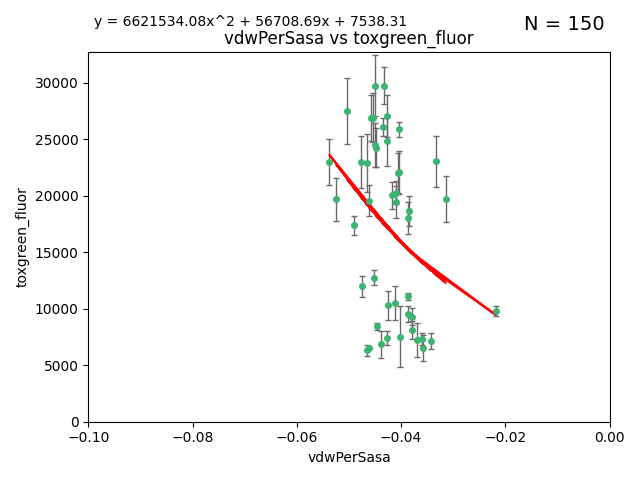 y = 6621534.08x^2 + 56708.69x + 7538.31
N = 150
vdwPerSasa vs toxgreen_fluor
toxgreen_fluor
30000
25000
20000
15000
10000
5000
0
−0.10
−0.08
−0.06
−0.04
−0.02
0.00
vdwPerSasa